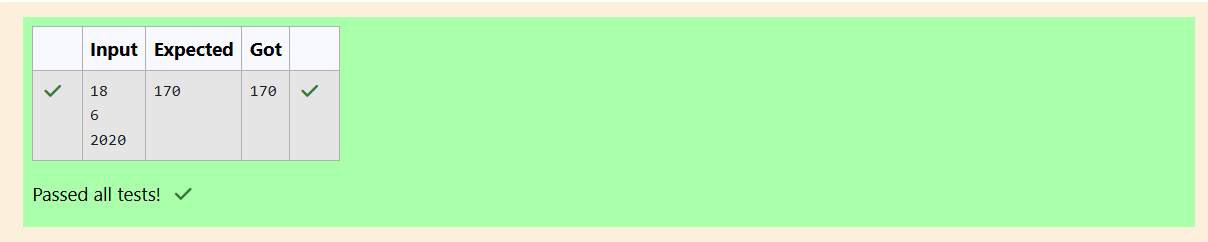 Input Expected Got
18 170 170
6
2020
Passed all tests!